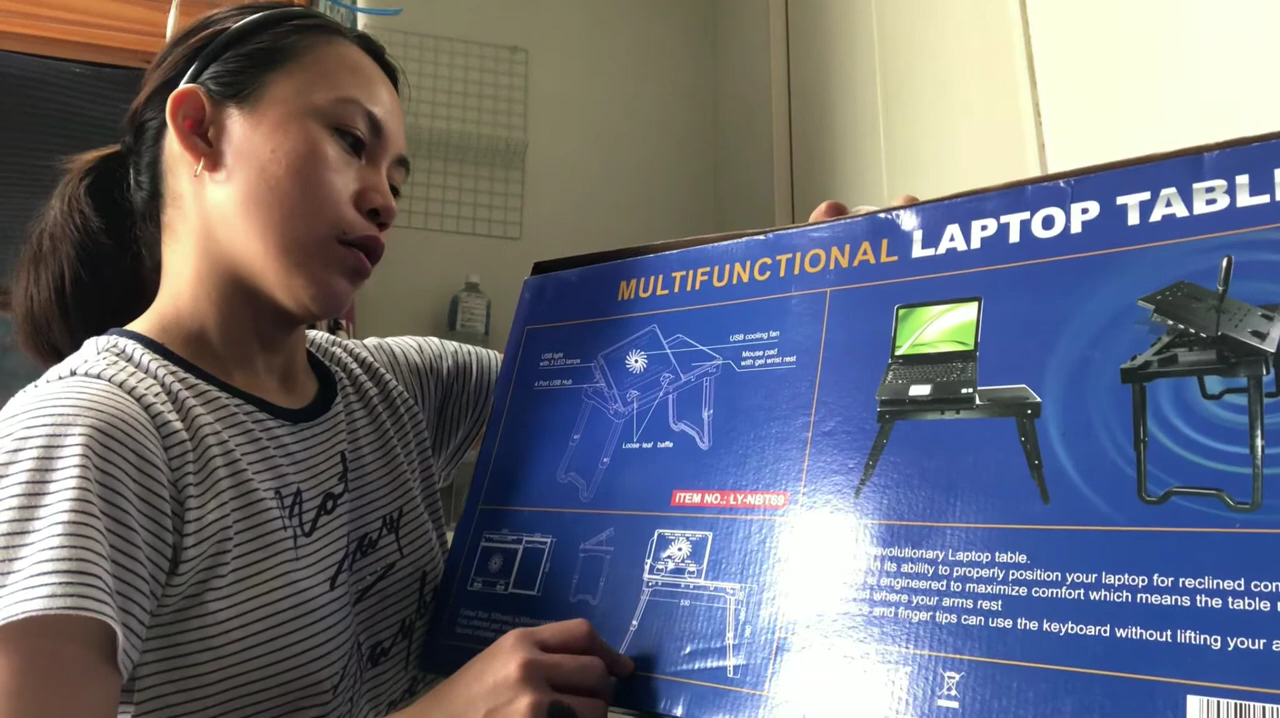 MULTIFUNCTIONAL LAPTOP TABL
USB cooling fan
USB light
with 3 LED lamps
Mouse pad
with gel wrist rest
4 Port USB Hub
Loose-leaf baffle
ITEM NO.: LY-NBT69
530
evolutionary Laptop table.
in its ability to properly position your laptop for reclined com
engineered to maximize comfort which means the table
where your arms rest
and finger tips can use the keyboard without lifting your a
Not